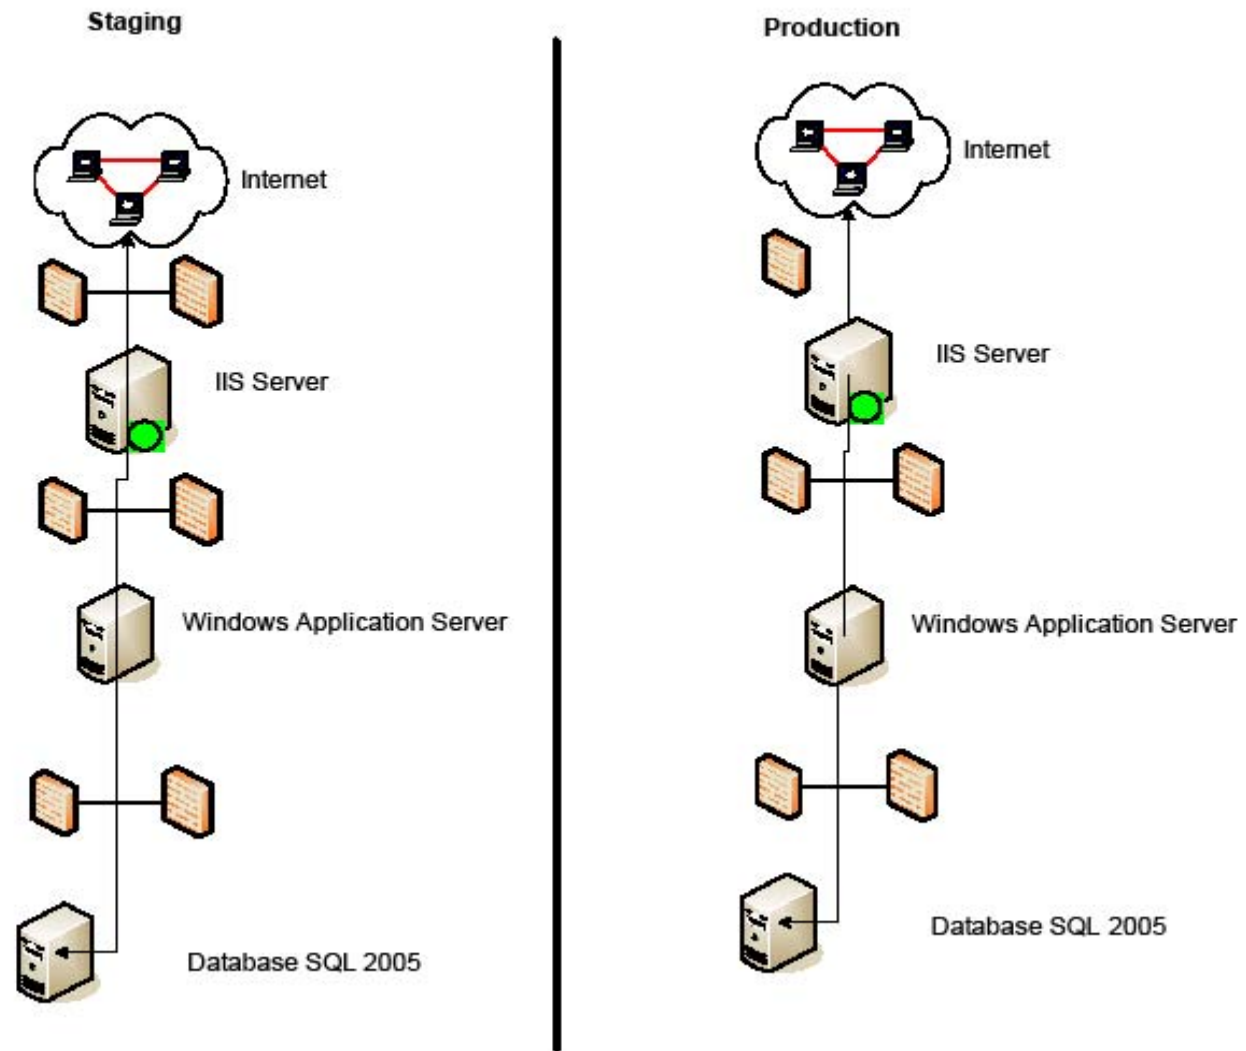 Staging
Internet
IIS Server
Windows Application Server
Database SQL 2005
Production
Internet
IIS Server
Windows Application Server
Database SQL 2005